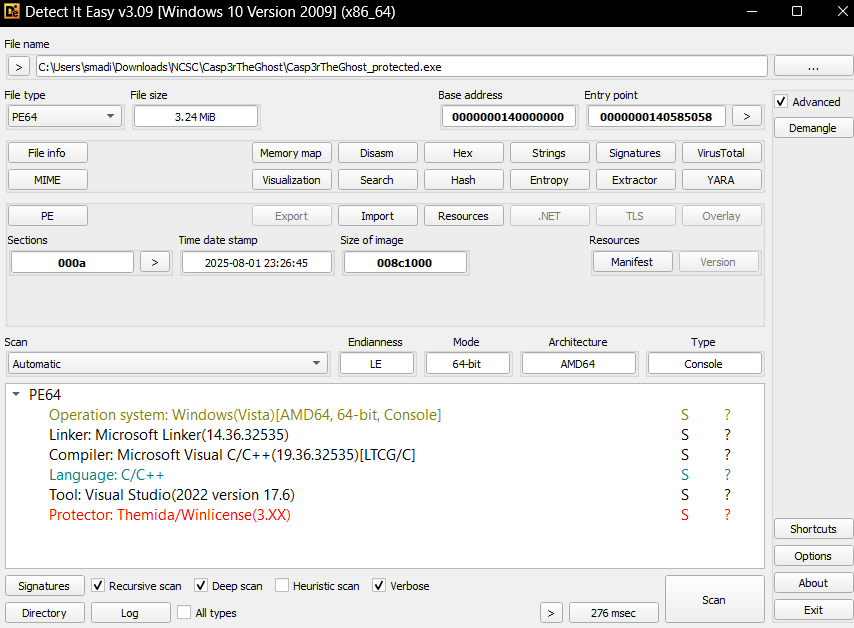 Detect It Easy v3.09 [Windows 10 Version 2009] (x86_64)
File name
> C:\Users\smadi\Downloads\NCSC\Casp3rTheGhost\Casp3rTheGhost_protected.exe ...
File type File size Base address Entry point
PE64 3.24 MiB 0000000140000000 0000000140585058 > Advanced
Demangle
File info Memory map Disasm Hex Strings Signatures VirusTotal
MIME Visualization Search Hash Entropy Extractor YARA
PE Export Import Resources .NET TLS Overlay
Sections Time date stamp Size of image Resources
000a > 2025-08-01 23:26:45 008c1000 Manifest Version
Scan Endianness Mode Architecture Type
Automatic LE 64-bit AMD64 Console
PE64
Operation system: Windows(Vista)[AMD64, 64-bit, Console] S ?
Linker: Microsoft Linker(14.36.32535) S ?
Compiler: Microsoft Visual C/C++(19.36.32535)[LTCG/C] S ?
Language: C/C++ S ?
Tool: Visual Studio(2022 version 17.6) S ?
Protector: Themida/Winlicense(3.XX) S ?
Shortcuts
Options
Signatures Recursive scan Deep scan Heuristic scan Verbose Scan About
Directory Log All types > 276 msec Exit